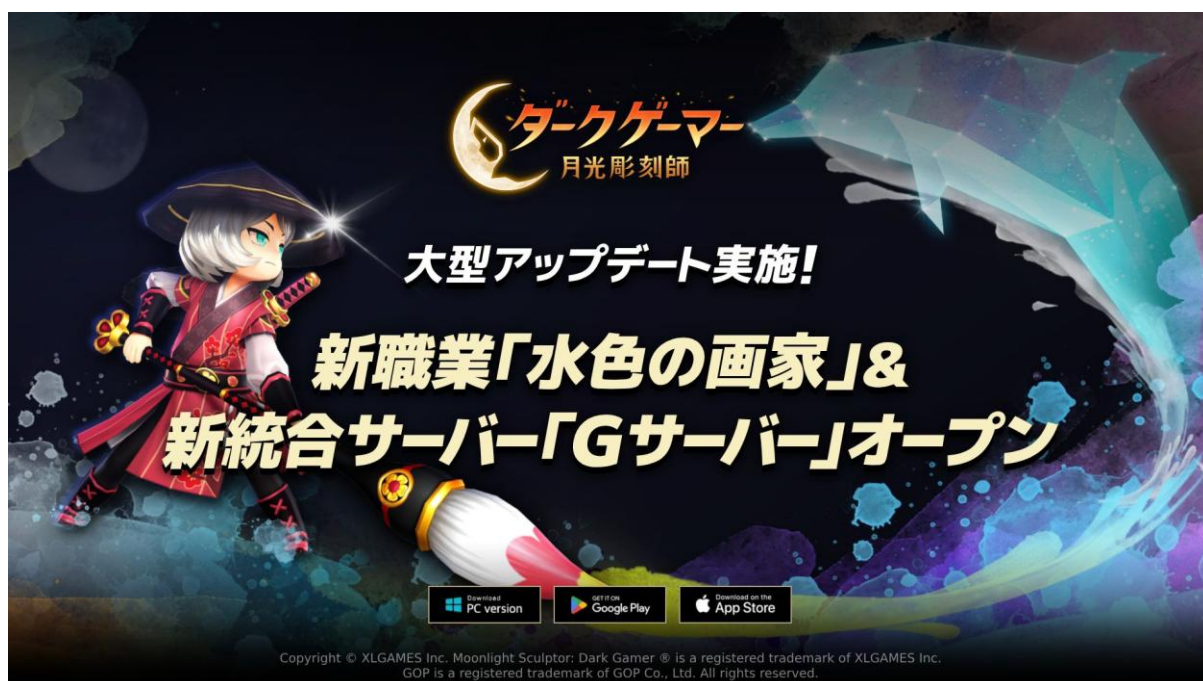 ダークゲーマー
月光彫刻師
大型アップデート実施!
新職業「水色の画家」&
新統合サーバー「Gサーバー」オープン
Download
PC version
GET IT ON
Google Play
Download on the
App Store
Copyright © XLGAMES Inc. Moonlight Sculptor: Dark Gamer ® is a registered trademark of XLGAMES Inc.
GOP is a registered trademark of GOP Co., Ltd. All rights reserved.